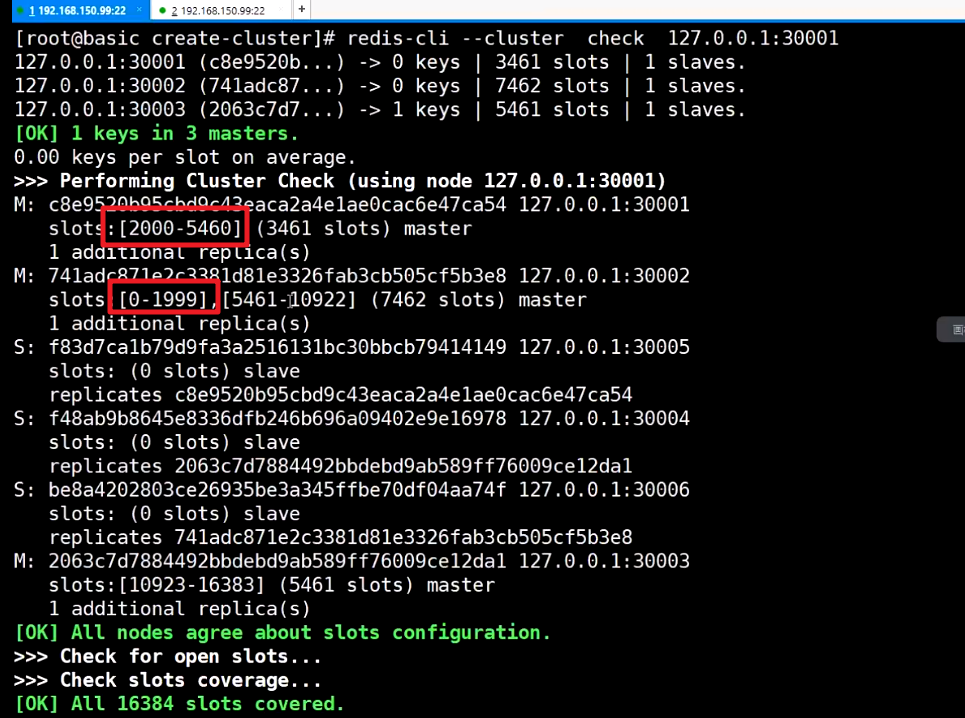 1 192.168.150.99:22 × 2 192.168.150.99:22 +
[root@basic create-cluster]# redis-cli --cluster  check  127.0.0.1:30001
127.0.0.1:30001 (c8e9520b...) -> 0 keys | 3461 slots | 1 slaves.
127.0.0.1:30002 (741adc87...) -> 0 keys | 7462 slots | 1 slaves.
127.0.0.1:30003 (2063c7d7...) -> 1 keys | 5461 slots | 1 slaves.
[OK] 1 keys in 3 masters.
0.00 keys per slot on average.
>>> Performing Cluster Check (using node 127.0.0.1:30001)
M: c8e9520b95cbd9c43eaca2a4e1ae0cac6e47ca54 127.0.0.1:30001
slots:[2000-5460] (3461 slots) master
1 additional replica(s)
M: 741adc871e2c3381d81e3326fab3cb505cf5b3e8 127.0.0.1:30002
slots:[0-1999],[5461-10922] (7462 slots) master
1 additional replica(s)
S: f83d7ca1b79d9fa3a2516131bc30bbcb79414149 127.0.0.1:30005
slots: (0 slots) slave
replicates c8e9520b95cbd9c43eaca2a4e1ae0cac6e47ca54
S: f48ab9b8645e8336dfb246b696a09402e9e16978 127.0.0.1:30004
slots: (0 slots) slave
replicates 2063c7d7884492bbdebd9ab589ff76009ce12da1
S: be8a4202803ce26935be3a345ffbe70df04aa74f 127.0.0.1:30006
slots: (0 slots) slave
replicates 741adc871e2c3381d81e3326fab3cb505cf5b3e8
M: 2063c7d7884492bbdebd9ab589ff76009ce12da1 127.0.0.1:30003
slots:[10923-16383] (5461 slots) master
1 additional replica(s)
[OK] All nodes agree about slots configuration.
>>> Check for open slots...
>>> Check slots coverage...
[OK] All 16384 slots covered.